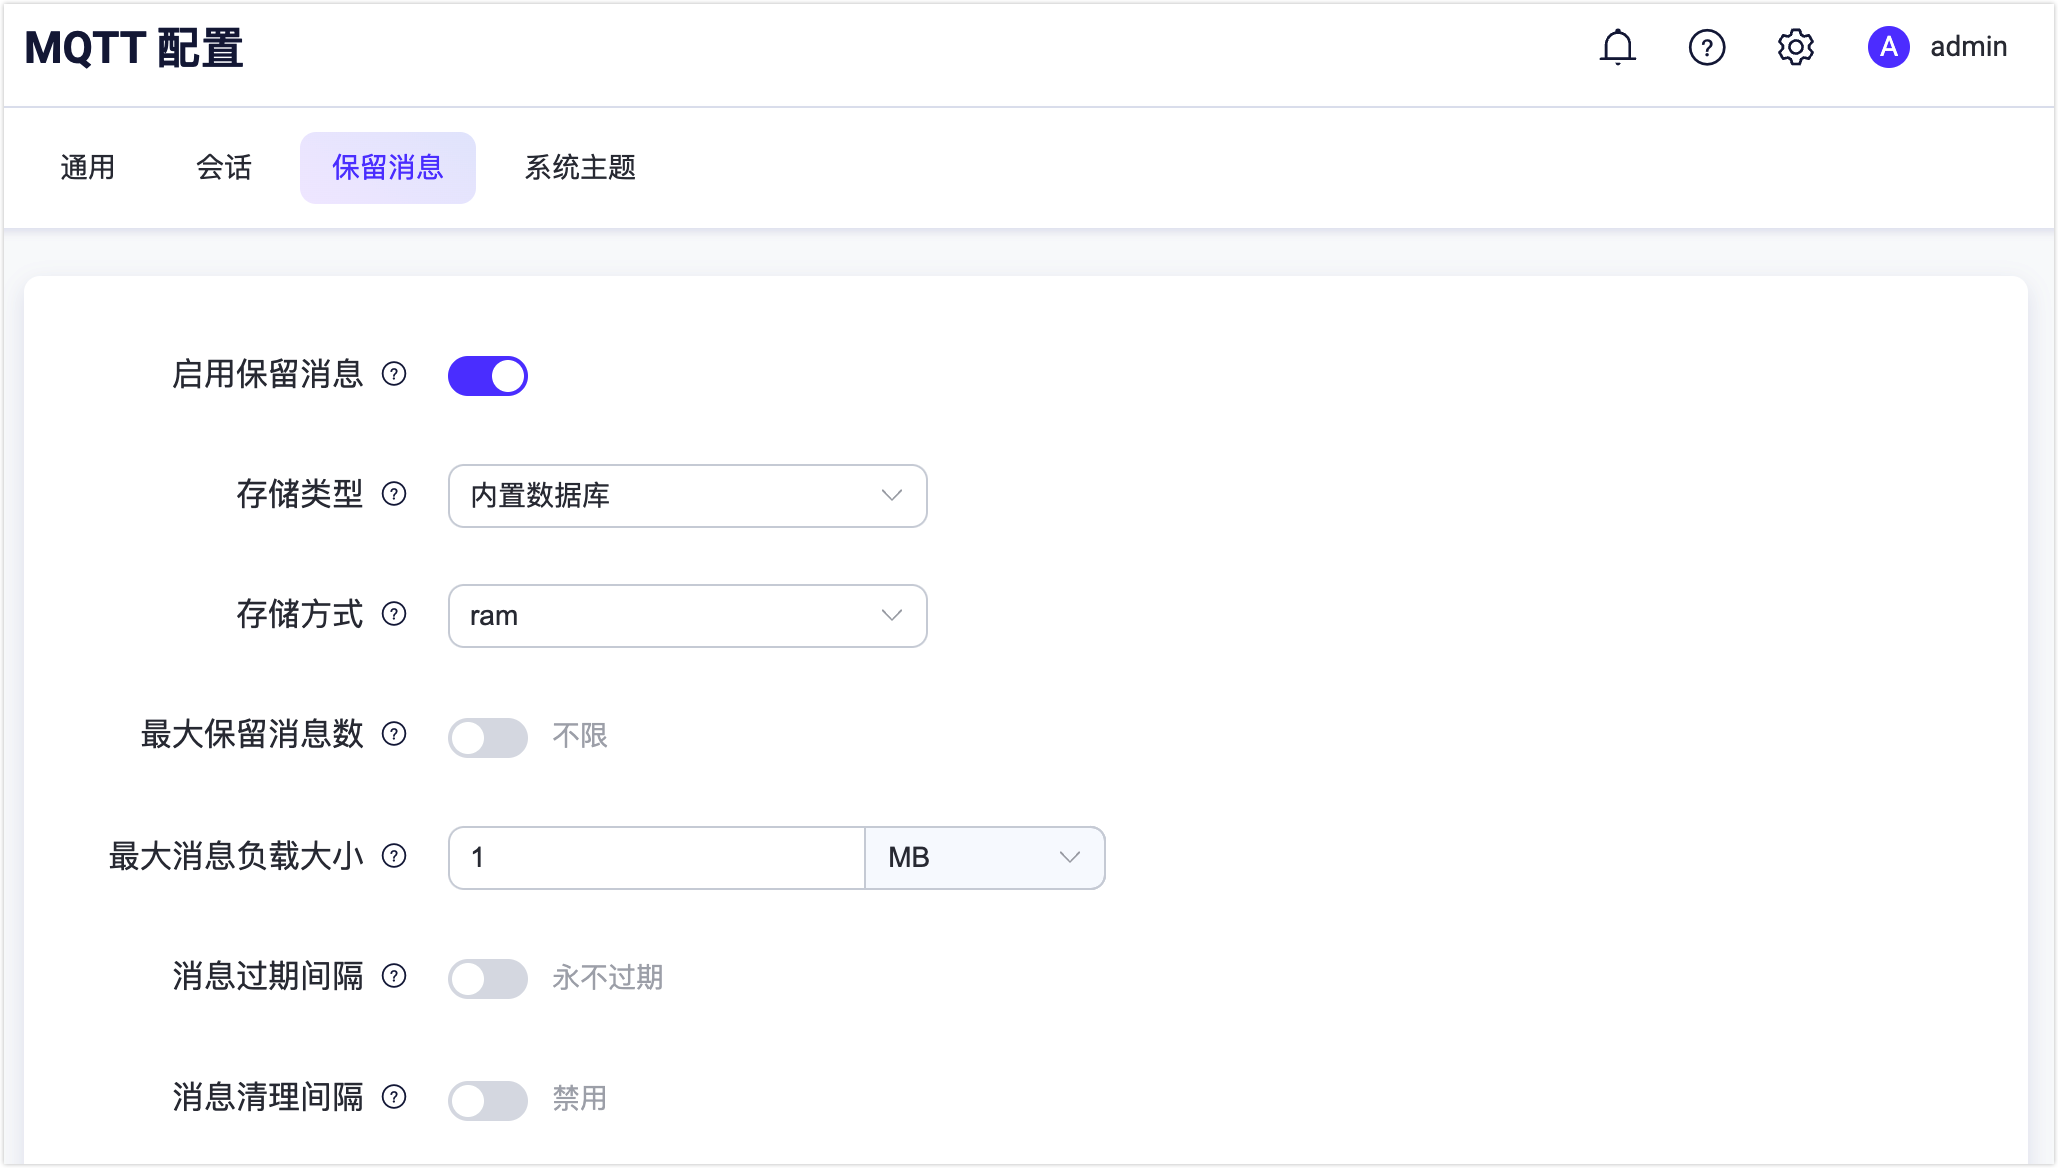 MQTT 配置
A admin
通用 会话 保留消息 系统主题
启用保留消息 ?
存储类型 ? 内置数据库
存储方式 ? ram
最大保留消息数 ? 不限
最大消息负载大小 ? 1 MB
消息过期间隔 ? 永不过期
消息清理间隔 ? 禁用